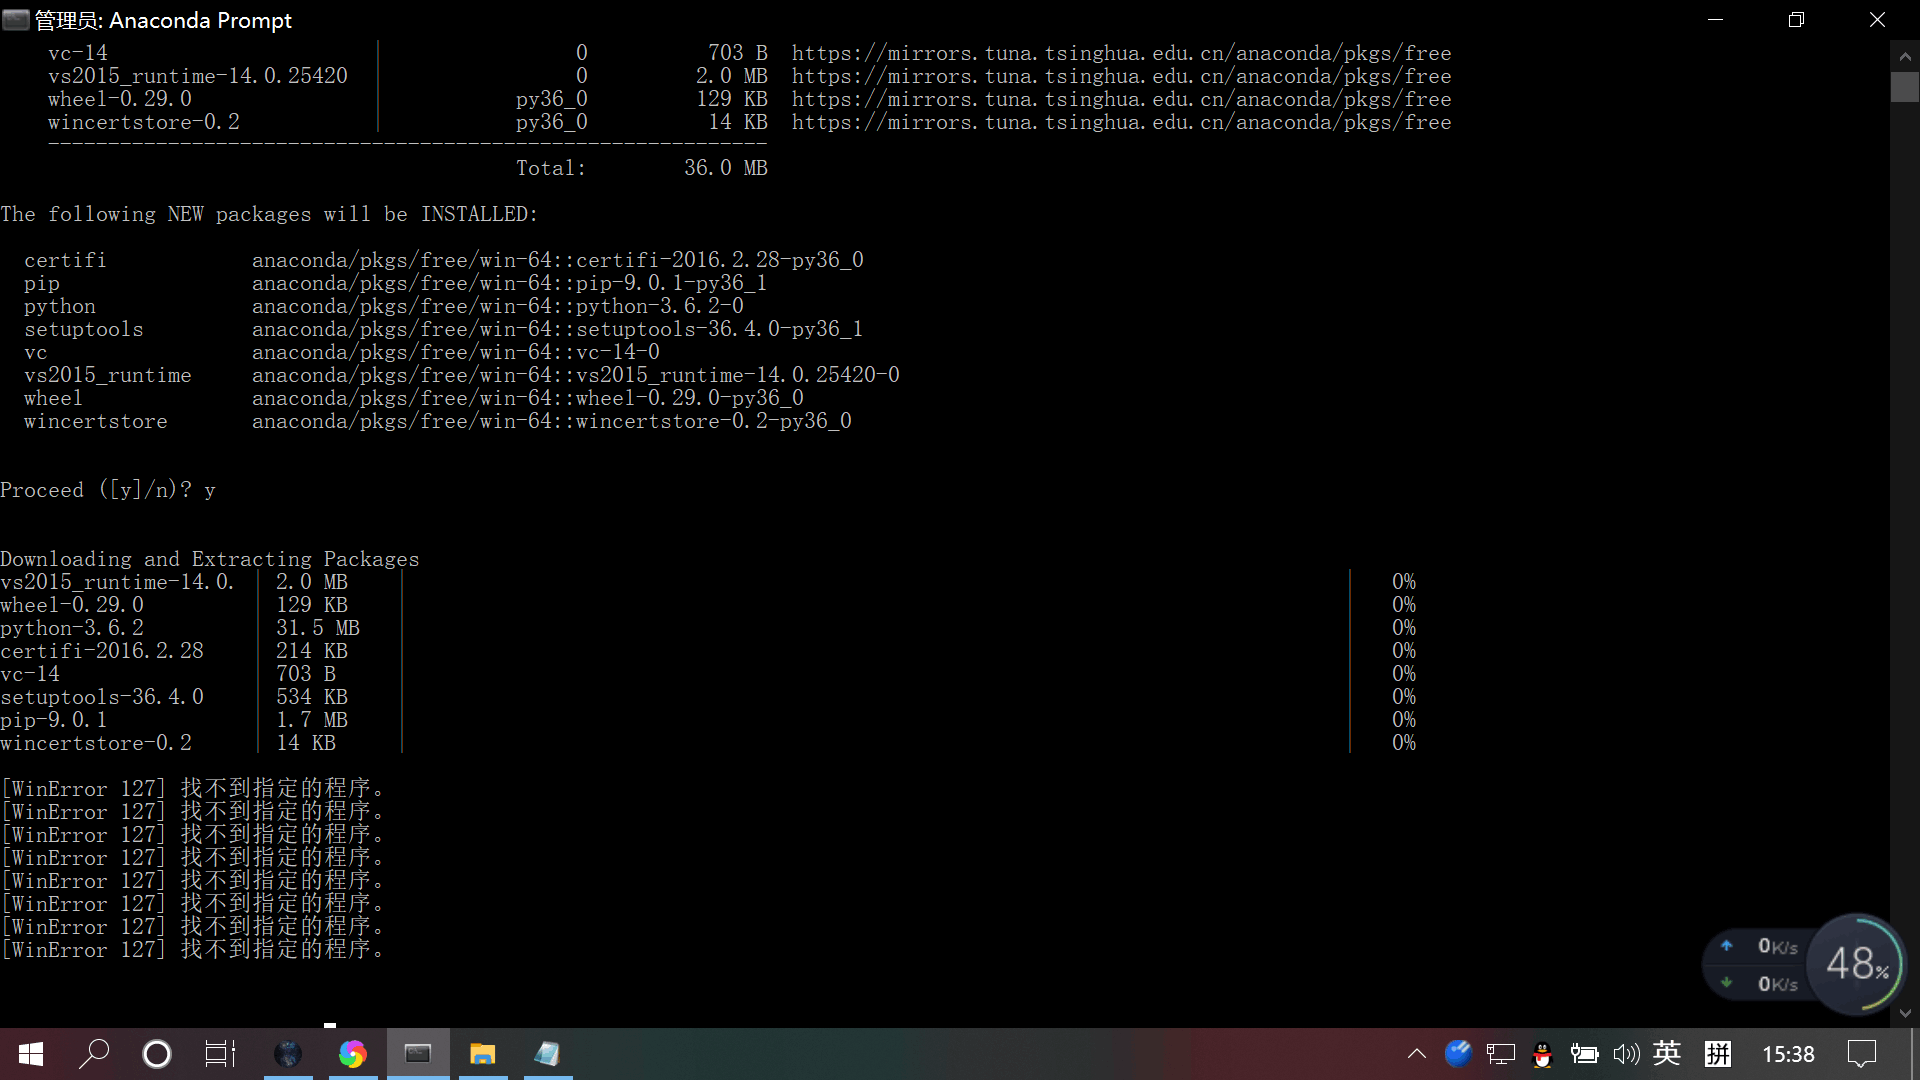 管理员: Anaconda Prompt
vc-14 0 703 B https://mirrors.tuna.tsinghua.edu.cn/anaconda/pkgs/free
vs2015_runtime-14.0.25420 0 2.0 MB https://mirrors.tuna.tsinghua.edu.cn/anaconda/pkgs/free
wheel-0.29.0 py36_0 129 KB https://mirrors.tuna.tsinghua.edu.cn/anaconda/pkgs/free
wincertstore-0.2 py36_0 14 KB https://mirrors.tuna.tsinghua.edu.cn/anaconda/pkgs/free
------------------------------------------------------------
Total: 36.0 MB
The following NEW packages will be INSTALLED:
certifi anaconda/pkgs/free/win-64::certifi-2016.2.28-py36_0
pip anaconda/pkgs/free/win-64::pip-9.0.1-py36_1
python anaconda/pkgs/free/win-64::python-3.6.2-0
setuptools anaconda/pkgs/free/win-64::setuptools-36.4.0-py36_1
vc anaconda/pkgs/free/win-64::vc-14-0
vs2015_runtime anaconda/pkgs/free/win-64::vs2015_runtime-14.0.25420-0
wheel anaconda/pkgs/free/win-64::wheel-0.29.0-py36_0
wincertstore anaconda/pkgs/free/win-64::wincertstore-0.2-py36_0
Proceed ([y]/n)? y
Downloading and Extracting Packages
vs2015_runtime-14.0. | 2.0 MB | | 0%
wheel-0.29.0 | 129 KB | | 0%
python-3.6.2 | 31.5 MB | | 0%
certifi-2016.2.28 | 214 KB | | 0%
vc-14 | 703 B | | 0%
setuptools-36.4.0 | 534 KB | | 0%
pip-9.0.1 | 1.7 MB | | 0%
wincertstore-0.2 | 14 KB | | 0%
[WinError 127] 找不到指定的程序。
[WinError 127] 找不到指定的程序。
[WinError 127] 找不到指定的程序。
[WinError 127] 找不到指定的程序。
[WinError 127] 找不到指定的程序。
[WinError 127] 找不到指定的程序。
[WinError 127] 找不到指定的程序。
[WinError 127] 找不到指定的程序。
0K/s
48%
0K/s
英 拼 15:38